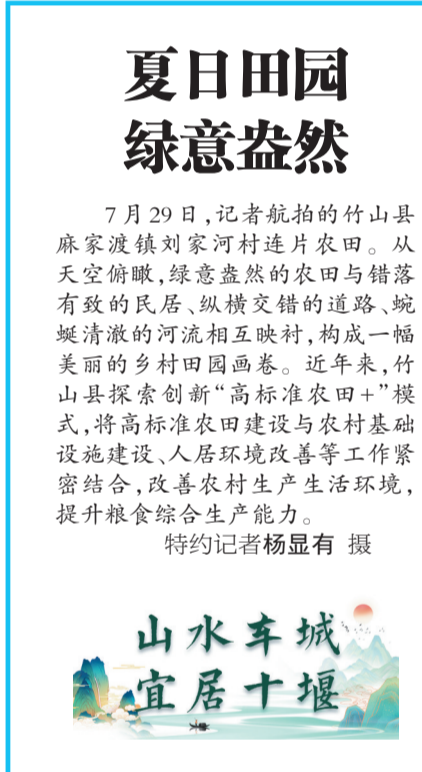 夏日田园
绿意盎然
7月29日,记者航拍的竹山县
麻家渡镇刘家河村连片农田。从
天空俯瞰,绿意盎然的农田与错落
有致的民居、纵横交错的道路、蜿
蜒清澈的河流相互映衬,构成一幅
美丽的乡村田园画卷。近年来,竹
山县探索创新“高标准农田+”模
式,将高标准农田建设与农村基础
设施建设、人居环境改善等工作紧
密结合,改善农村生产生活环境,
提升粮食综合生产能力。
特约记者杨显有 摄
山水车城
宜居十堰